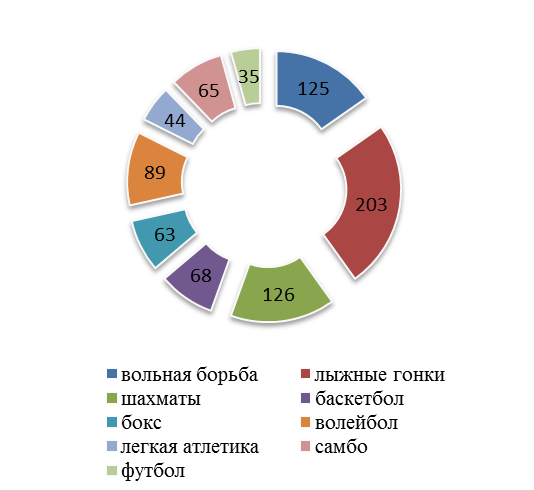 35
125
65
44
203
89
63
68
126
вольная борьба
лыжные гонки
шахматы
баскетбол
бокс
волейбол
легкая атлетика
самбо
футбол